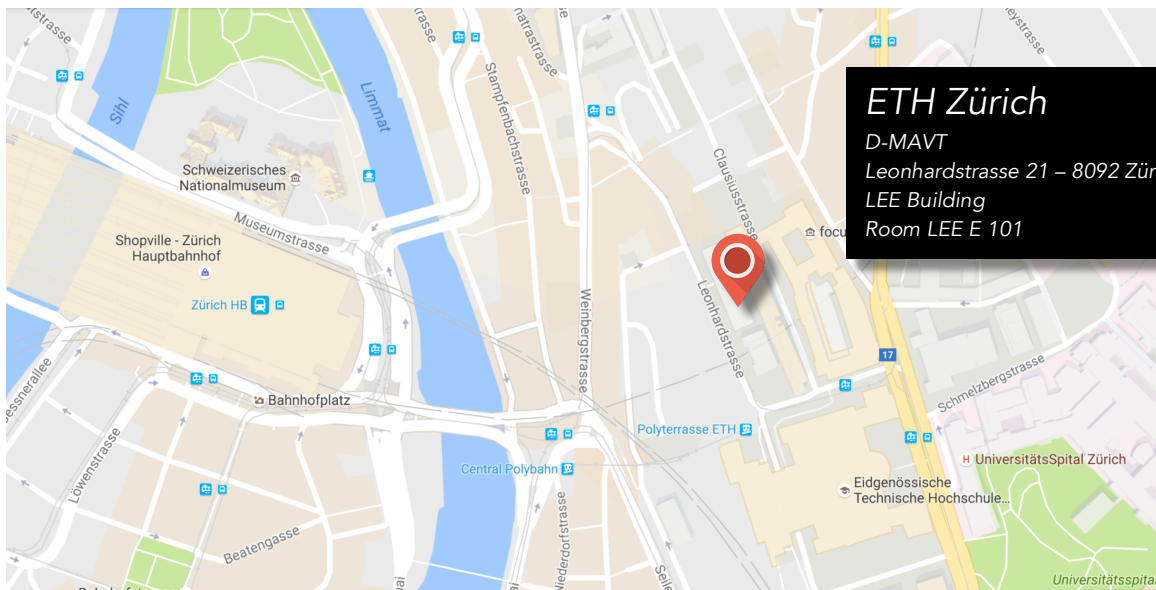 ETH Zürich
D-MAVT
Leonhardstrasse 21 – 8092 Zür
LEE Building
Room LEE E 101
Sihl
Limmat
Stampfenbachstrasse
Clausiusstrasse
Schweizerisches
Nationalmuseum
Museumstrasse
Shopville - Zürich
Hauptbahnhof
Zürich HB
focu
Leonhardstrasse
Weinbergstrasse
17
Schmelzbergstrasse
Bahnhofplatz
Löwenstrasse
Polyterrasse ETH
Central Polybahn
H UniversitätsSpital Zürich
Eidgenössische
Technische Hochschule...
Beatengasse
Niederdorfstrasse
Seile
Universitätsspital